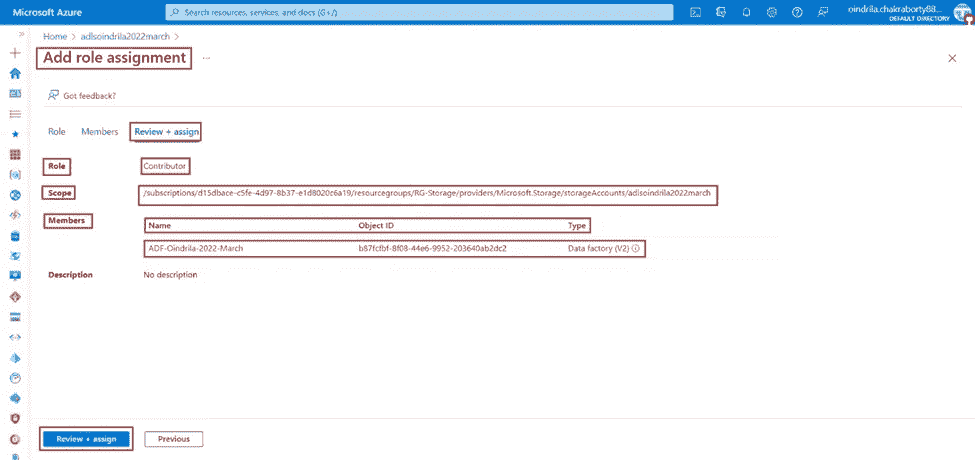 Microsoft Azure
Search resources, services, and docs (G+/)
oindrila.chakraborty88...
DEFAULT DIRECTORY
Home > adlsoindrila2022march >
Add role assignment ...
Got feedback?
Role Members Review + assign
Role Contributor
Scope /subscriptions/d15dbace-c5fe-4d97-8b37-e1d8020c6a19/resourcegroups/RG-Storage/providers/Microsoft.Storage/storageAccounts/adlsoindrila2022march
Members
Name Object ID Type
ADF-Oindrila-2022-March b87fcfbf-8f08-44e6-9952-203640ab2dc2 Data factory (V2)
Description No description
Review + assign Previous